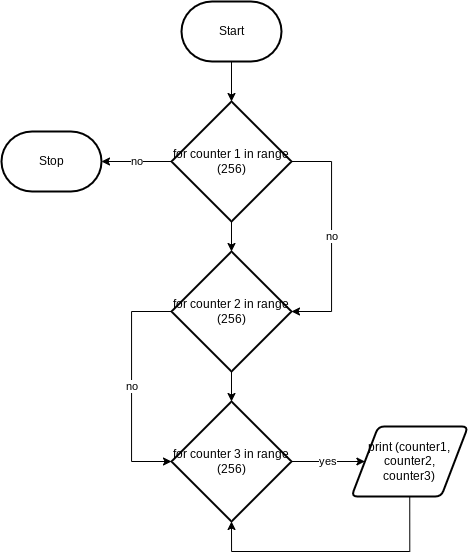 Start
for counter 1 in range
(256)
no
Stop
no
for counter 2 in range
(256)
no
for counter 3 in range
(256)
yes
print (counter1,
counter2,
counter3)